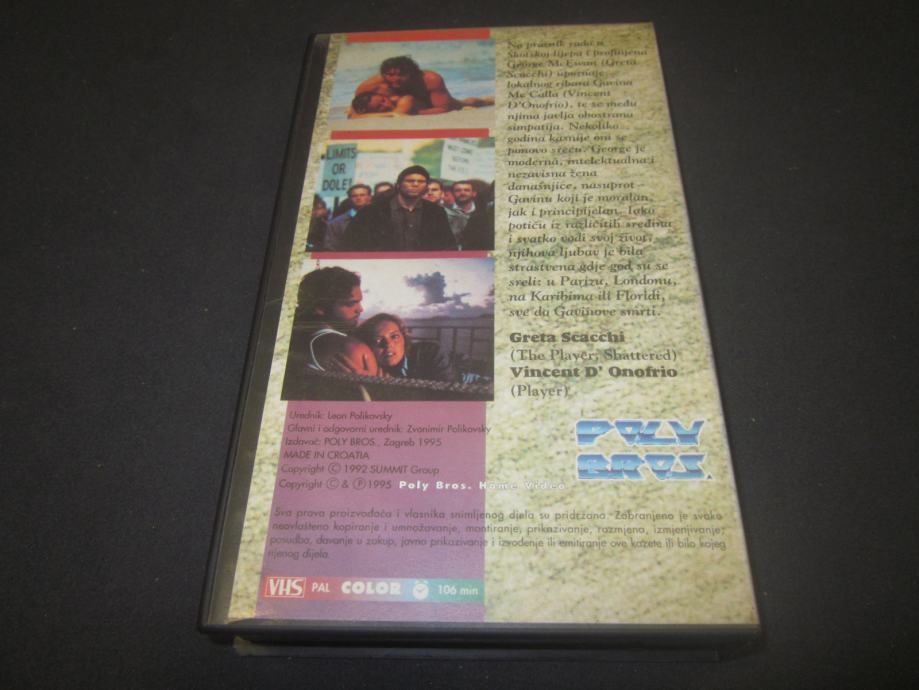 LIMITS
OR
DOLE!
Na praznik rada u
Škotskoj lijepa i profinjena
George Mc Ewan (Greta
Scacchi) upoznaje
lokalnog ribara Gavina
Mc Calla (Vincent
D'Onofrio), te se među
njima javlja obostrana
simpatija. Nekoliko
godina kasnije oni se
ponovo sreću. George je
moderna, intelektualna i
nezavisna žena
današnjice, nasuprot
Gavinu koji je moralan,
jak i principijelan. Iako
potiču iz različitih sredina
i svatko vodi svoj život,
njihova ljubav je bila
strastvena gdje god su se
sreli: u Parizu, Londonu,
na Karibima ili Floridi,
sve do Gavinove smrti.
Greta Scacchi
(The Player, Shattered)
Vincent D' Onofrio
(Player)
POLY
BROS.
Urednik: Leon Polikovsky
Glavni i odgovorni urednik: Zvonimir Polikovsky
Izdavač: POLY BROS., Zagreb 1995
MADE IN CROATIA
Copyright © 1992 SUMMIT Group
Copyright © & ℗ 1995 Poly Bros. Home Video
Sva prava proizvođača i vlasnika snimljenog djela su pridržana. Zabranjeno je svako
neovlašteno kopiranje i umnožavanje, montiranje, prikazivanje, razmjena, izmjenjivanje,
posudba, davanje u zakup, javno prikazivanje i izvođenje ili emitiranje ove kazete ili bilo kojeg
njenog dijela.
VHS PAL COLOR 106 min